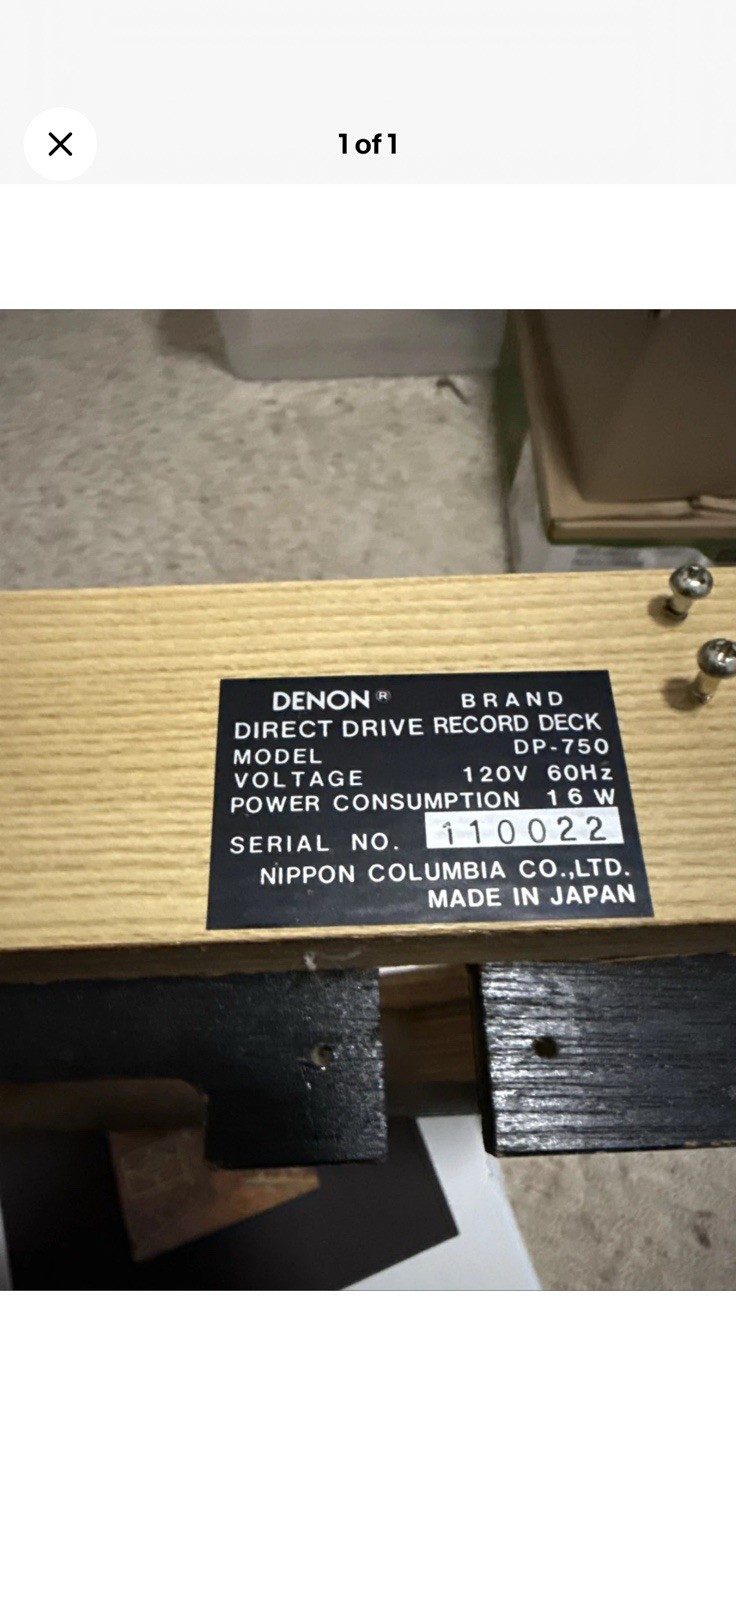 1 of 1
DENON® BRAND
DIRECT DRIVE RECORD DECK
MODEL DP-750
VOLTAGE 120V 60Hz
POWER CONSUMPTION 16W
SERIAL NO. 110022
NIPPON COLUMBIA CO.,LTD.
MADE IN JAPAN